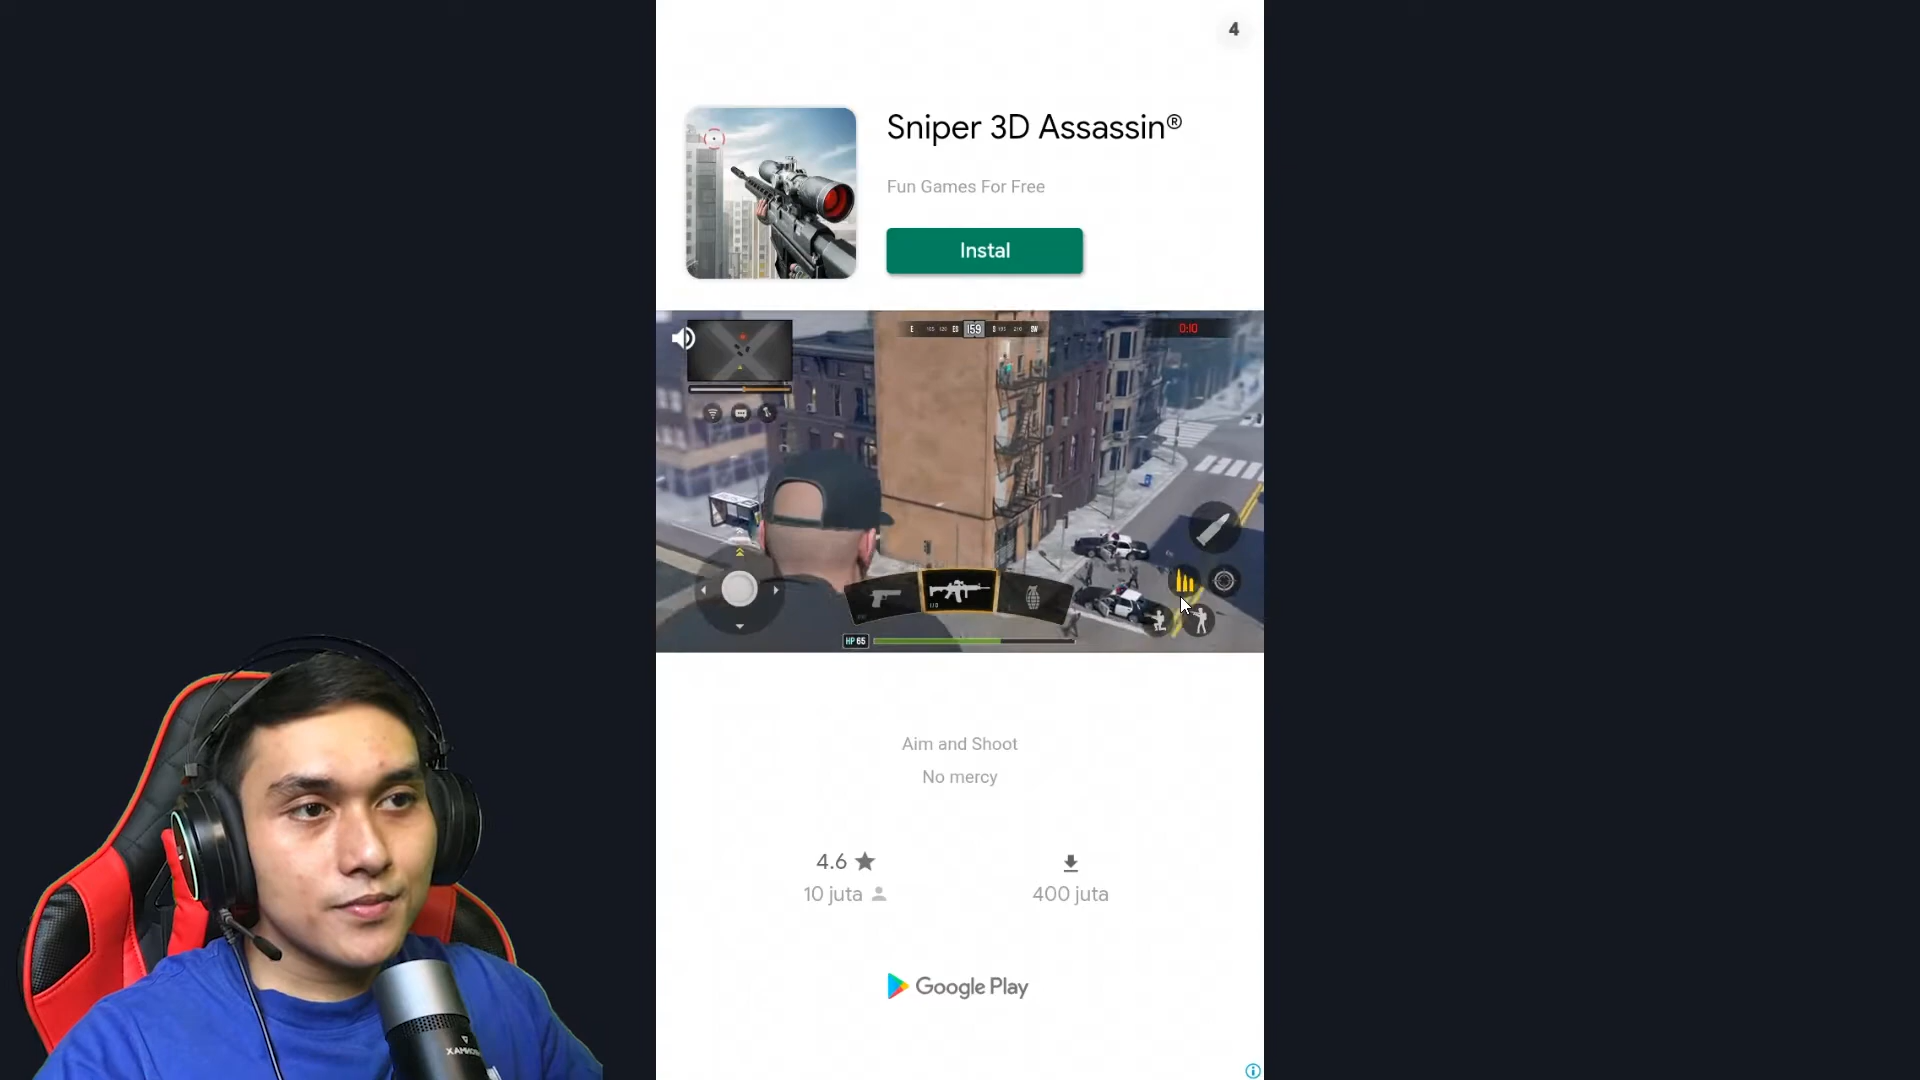 4
Sniper 3D Assassin®
Fun Games For Free
Instal
159
0:10
HP 65
Aim and Shoot
No mercy
4.6
10 juta
400 juta
Google Play